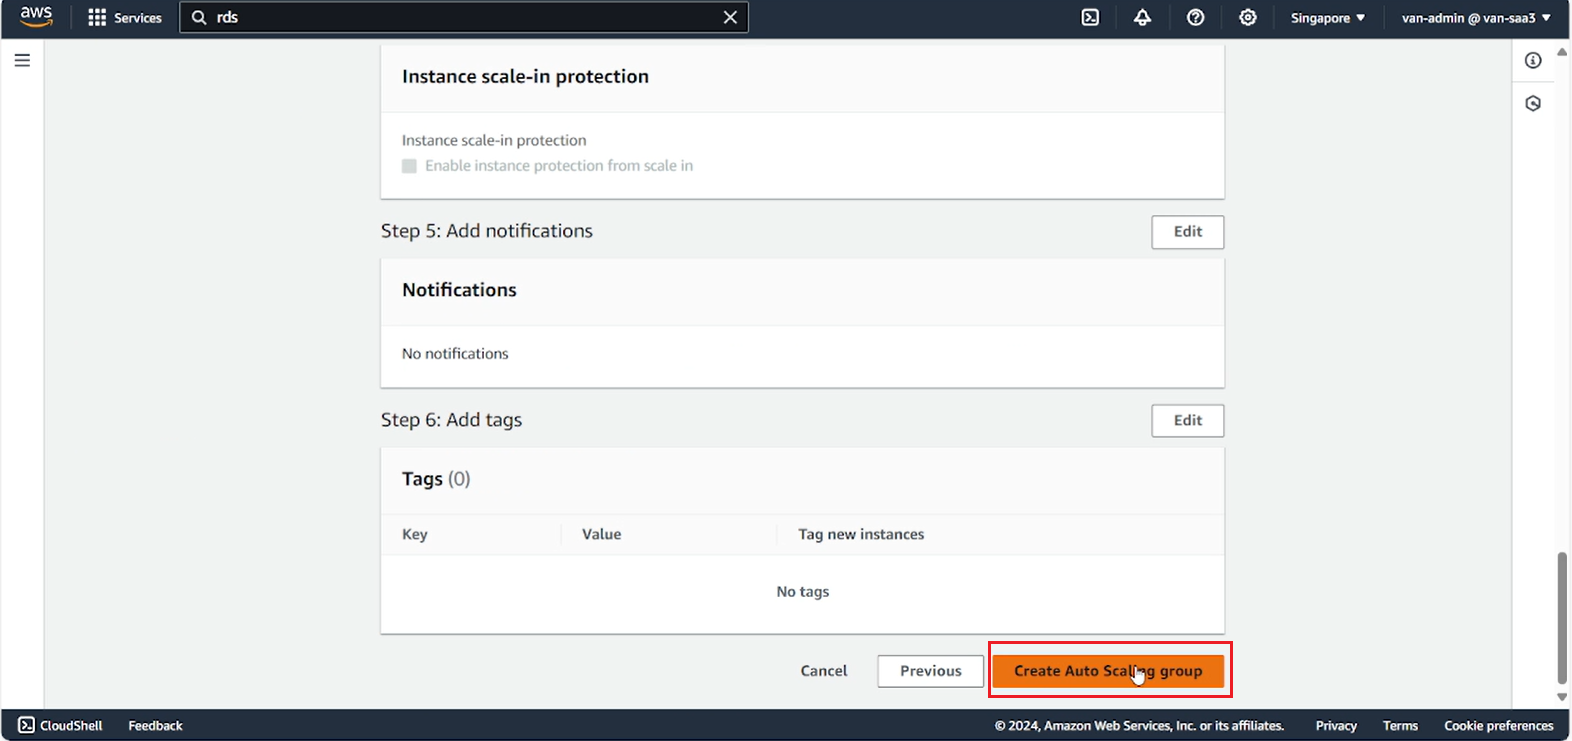 aws
Services
rds
Singapore
van-admin @ van-saa3
Instance scale-in protection
Instance scale-in protection
Enable instance protection from scale in
Step 5: Add notifications
Edit
Notifications
No notifications
Step 6: Add tags
Edit
Tags (0)
Key Value Tag new instances
No tags
Cancel Previous Create Auto Scaling group
CloudShell Feedback © 2024, Amazon Web Services, Inc. or its affiliates. Privacy Terms Cookie preferences